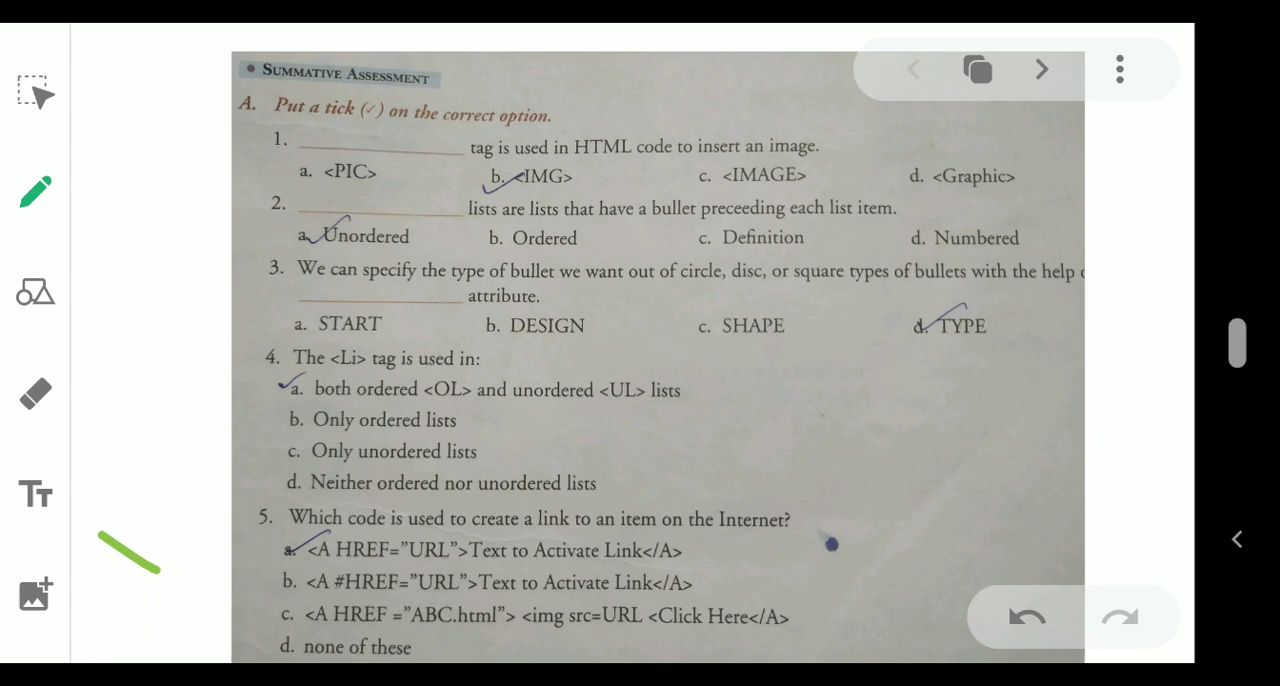 • SUMMATIVE ASSESSMENT
A. Put a tick (✓) on the correct option.
1. ____________ tag is used in HTML code to insert an image.
a. <PIC> b. <IMG> c. <IMAGE> d. <Graphic>
2. ____________ lists are lists that have a bullet preceeding each list item.
a. Unordered b. Ordered c. Definition d. Numbered
3. We can specify the type of bullet we want out of circle, disc, or square types of bullets with the help
____________ attribute.
a. START b. DESIGN c. SHAPE d. TYPE
4. The <Li> tag is used in:
a. both ordered <OL> and unordered <UL> lists
b. Only ordered lists
c. Only unordered lists
d. Neither ordered nor unordered lists
5. Which code is used to create a link to an item on the Internet?
a. <A HREF=”URL”>Text to Activate Link</A>
b. <A #HREF=”URL”>Text to Activate Link</A>
c. <A HREF =”ABC.html”> <img src=URL <Click Here</A>
d. none of these
TT